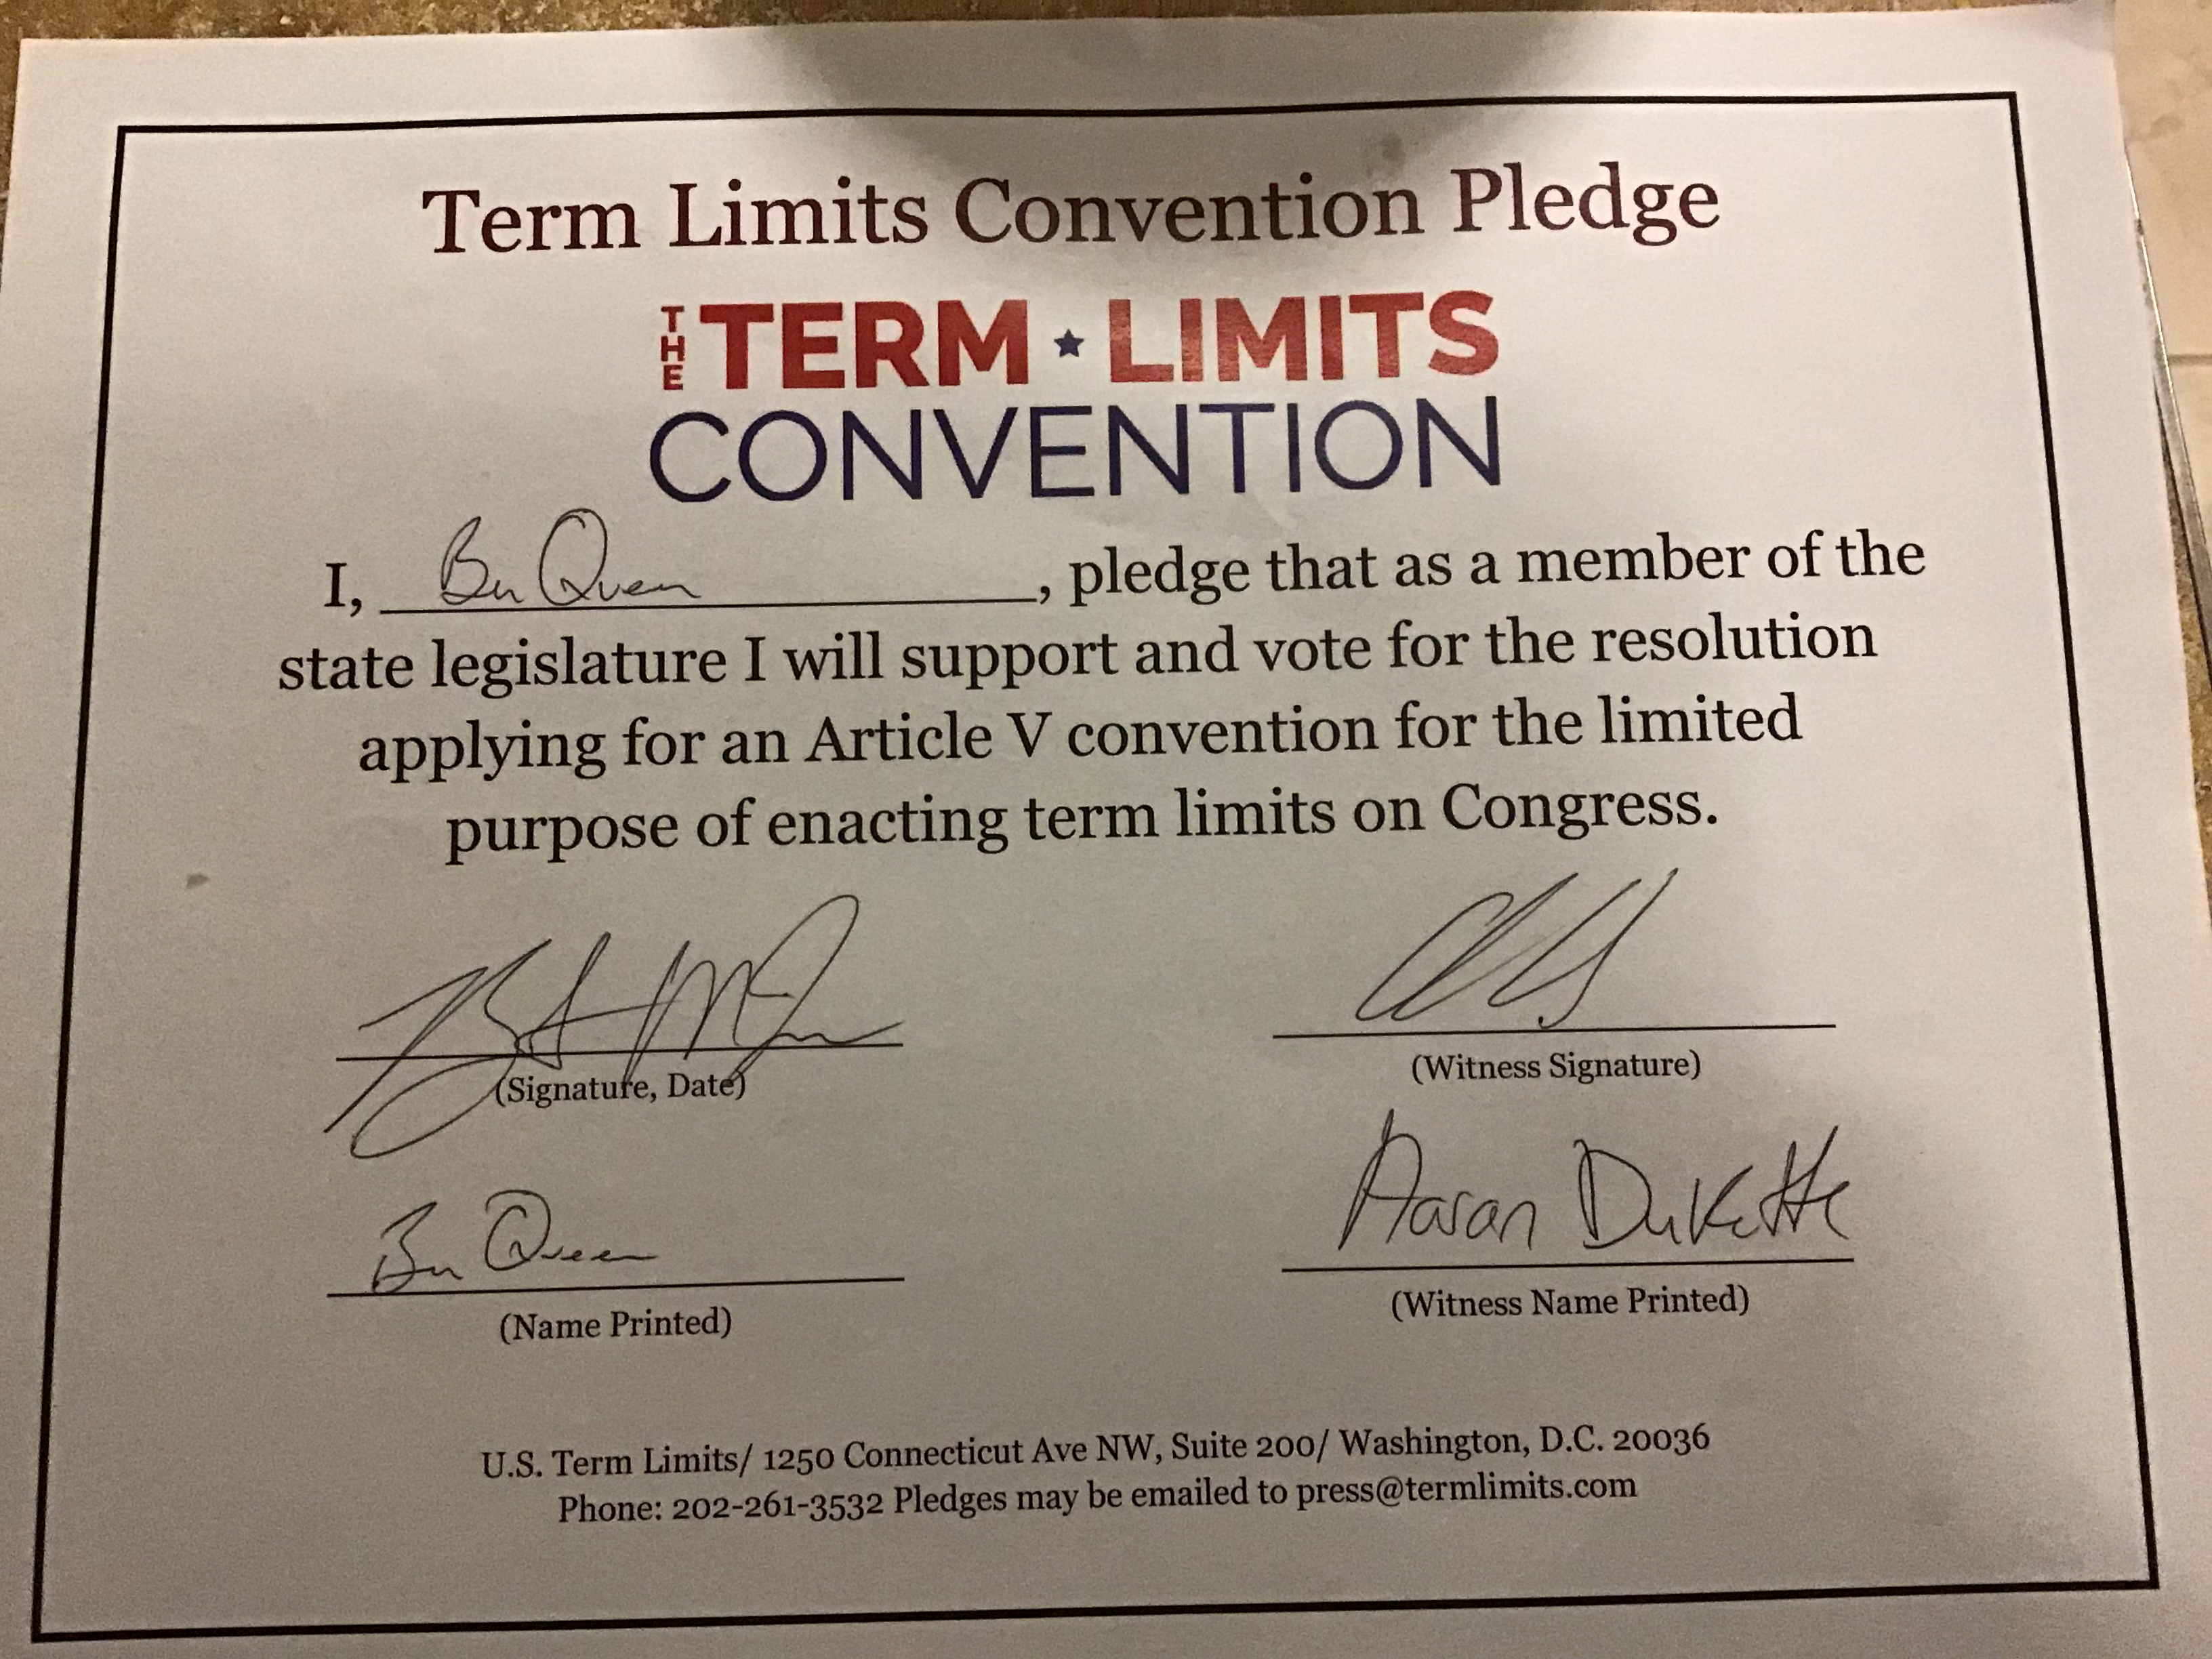 Term Limits Convention Pledge
THE TERM ★ LIMITS
CONVENTION
I, Ben Queen, pledge that as a member of the
state legislature I will support and vote for the resolution
applying for an Article V convention for the limited
purpose of enacting term limits on Congress.
(Signature, Date)
(Witness Signature)
Ben Queen
Aaron DuKette
(Name Printed)
(Witness Name Printed)
U.S. Term Limits/ 1250 Connecticut Ave NW, Suite 200/ Washington, D.C. 20036
Phone: 202-261-3532 Pledges may be emailed to press@termlimits.com